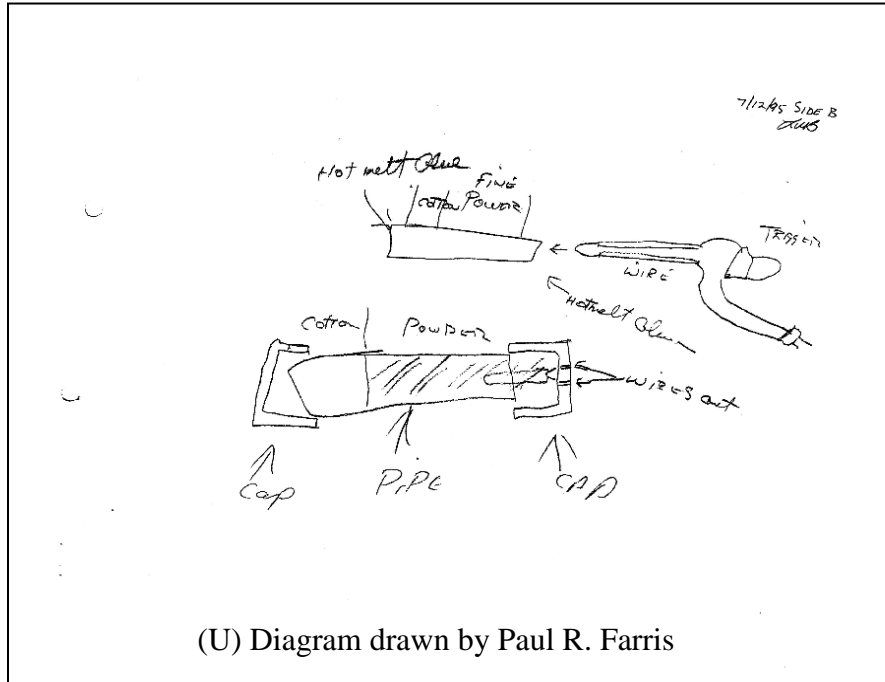 7/12/95 SIDE B
Hot melt Glue
FINE
cotton POWER
TRIGGER
WIRE
Hotmelt Glue
Cotton
POWDER
WIRES out
Cap
PiPE
CAP
(U) Diagram drawn by Paul R. Farris